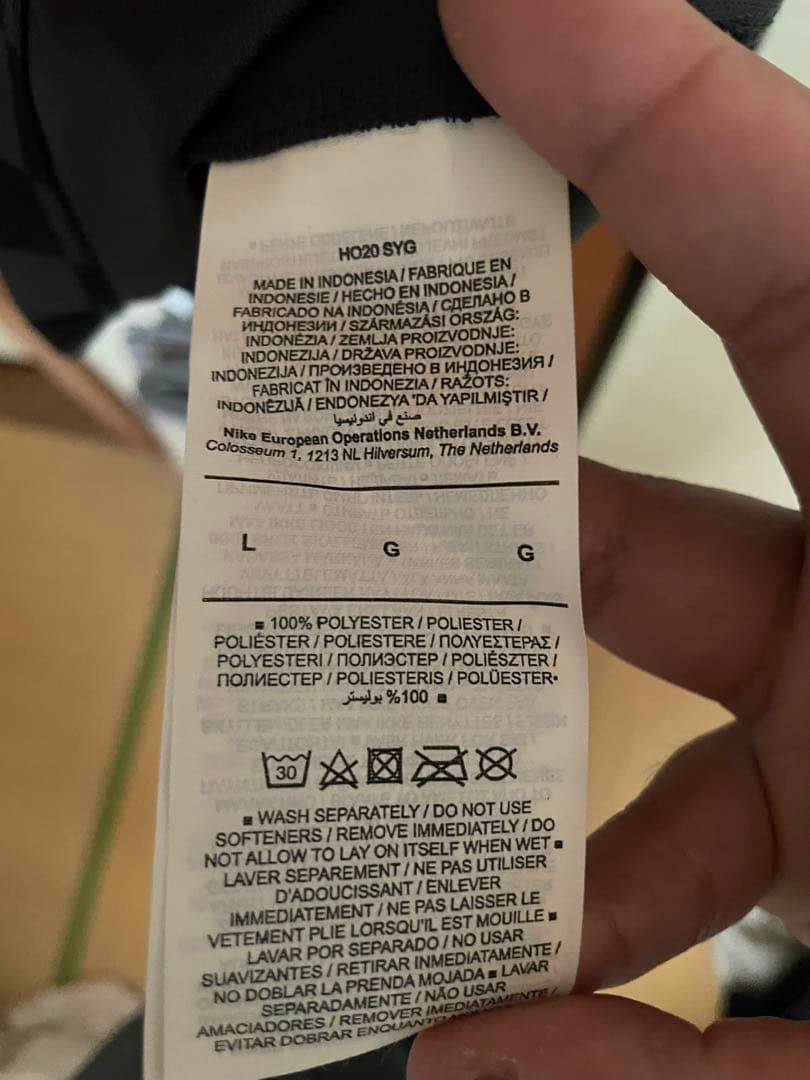 HO20 SYG
MADE IN INDONESIA / FABRIQUE EN
INDONESIE / HECHO EN INDONESIA /
FABRICADO NA INDONÉSIA / СДЕЛАНО В
ИНДОНЕЗИИ / SZÁRMAZÁSI ORSZÁG:
INDONÉZIA / ZEMLJA PROIZVODNJE:
INDONEZIJA / DRŽAVA PROIZVODNJE:
INDONEZIJA / ПРОИЗВЕДЕНО В ИНДОНЕЗИЯ /
FABRICAT ÎN INDONEZIA / RAŽOTS:
INDONĒZIJĀ / ENDONEZYA 'DA YAPILMIŞTIR /
صنع في اندونيسيا
Nike European Operations Netherlands B.V.
Colosseum 1, 1213 NL Hilversum, The Netherlands
L G G
■ 100% POLYESTER / POLIESTER /
POLIÉSTER / POLIESTERE / ΠΟΛΥΕΣΤΕΡΑΣ /
POLYESTERI / ПОЛИЭСТЕР / POLIÉSZTER /
ПОЛИЕСТЕР / POLIESTERIS / POLÜESTER•
■ 100% بوليستر
30
■ WASH SEPARATELY / DO NOT USE
SOFTENERS / REMOVE IMMEDIATELY / DO
NOT ALLOW TO LAY ON ITSELF WHEN WET ■
LAVER SEPAREMENT / NE PAS UTILISER
D'ADOUCISSANT / ENLEVER
IMMEDIATEMENT / NE PAS LAISSER LE
VETEMENT PLIE LORSQU'IL EST MOUILLE ■
LAVAR POR SEPARADO / NO USAR
SUAVIZANTES / RETIRAR INMEDIATAMENTE /
NO DOBLAR LA PRENDA MOJADA ■ LAVAR
SEPARADAMENTE / NÃO USAR
AMACIADORES / REMOVER IMEDIATAMENTE /
EVITAR DOBRAR ENQUANTO